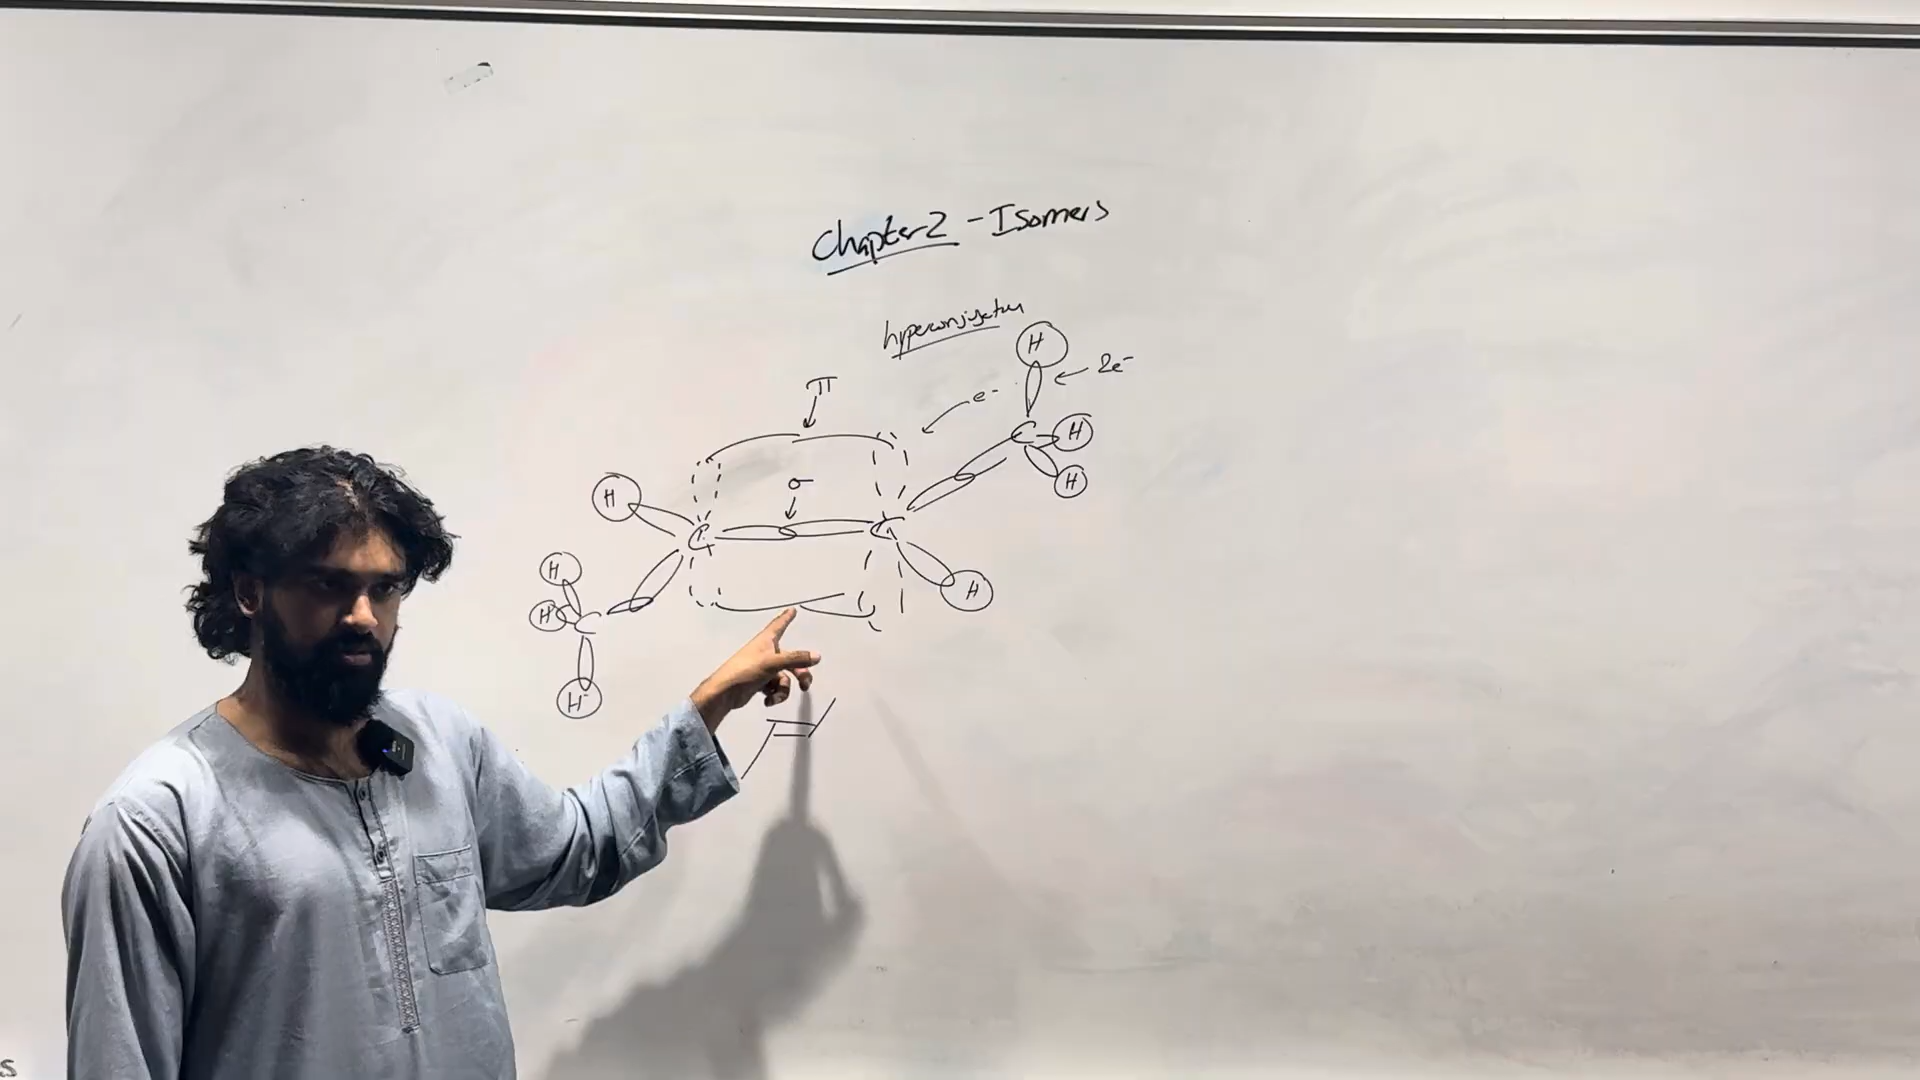 Chapter 2 - Isomers
hyperconjugation
H
2e⁻
π
e⁻
C
H
H
σ
H
C
C
H
H
H
C
H
s